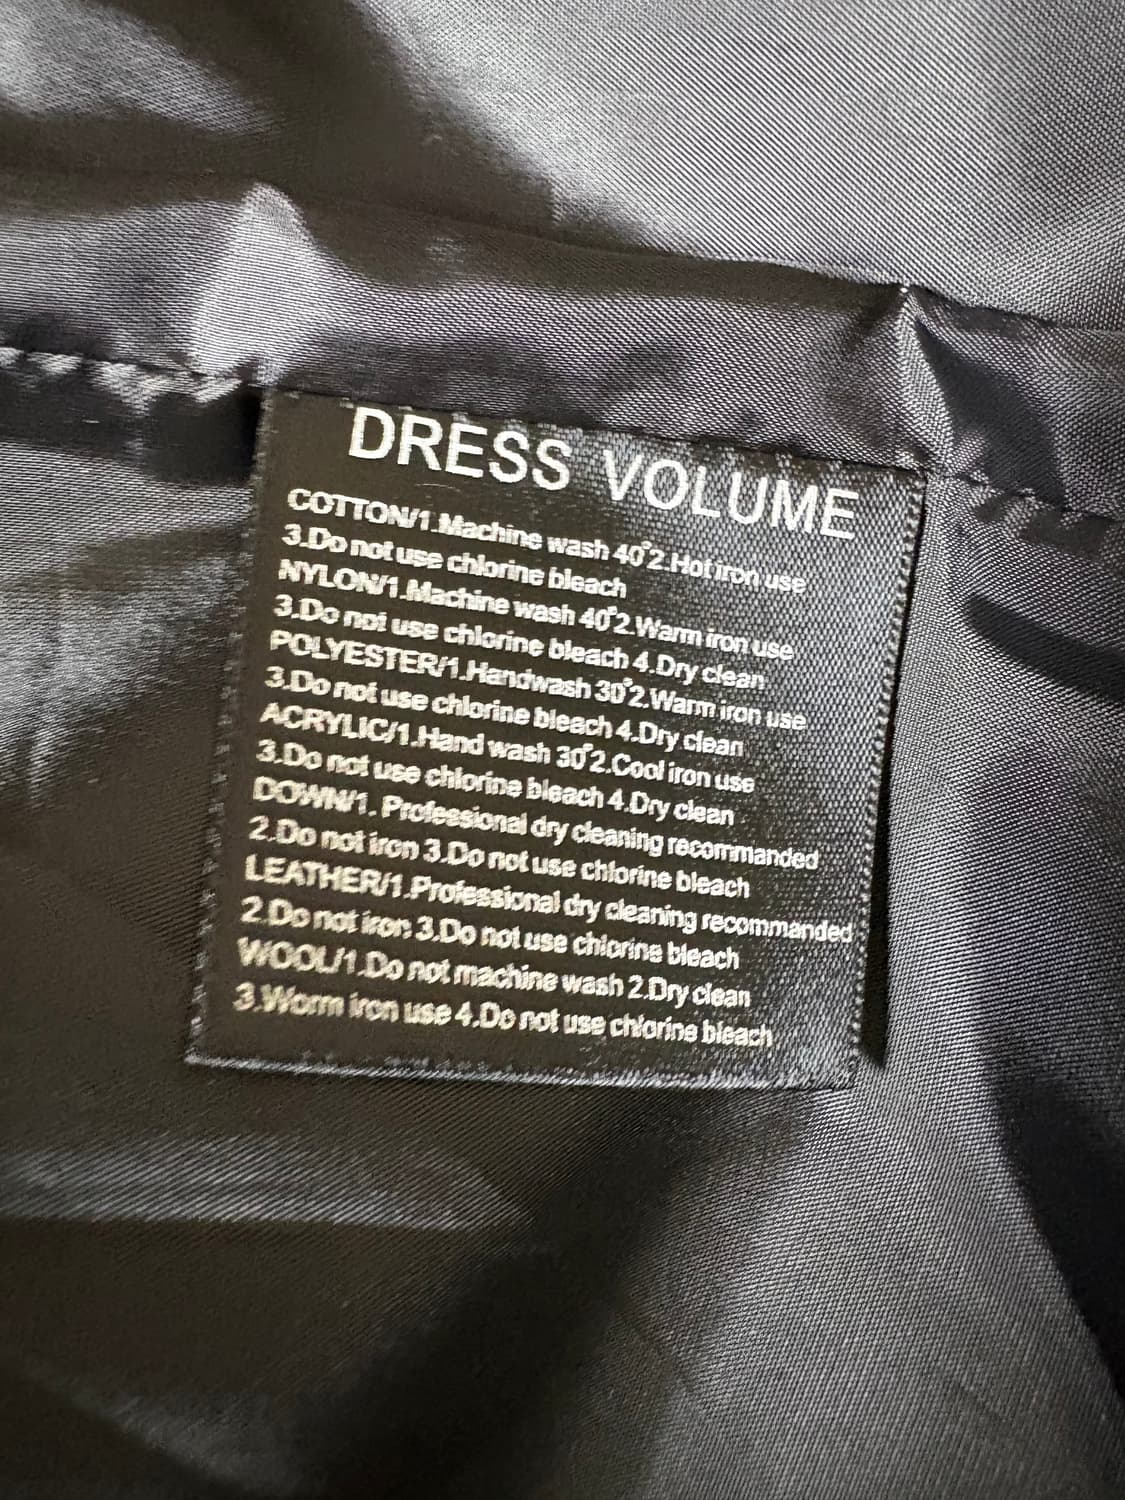 DRESS VOLUME
COTTON/1.Machine wash 40°2.Hot iron use
3.Do not use chlorine bleach
NYLON/1.Machine wash 40°2.Warm iron use
3.Do not use chlorine bleach 4.Dry clean
POLYESTER/1.Handwash 30°2.Warm iron use
3.Do not use chlorine bleach 4.Dry clean
ACRYLIC/1.Hand wash 30°2.Cool iron use
3.Do not use chlorine bleach 4.Dry clean
DOWN/1. Professional dry cleaning recommanded
2.Do not iron 3.Do not use chlorine bleach
LEATHER/1.Professional dry cleaning recommanded
2.Do not iron 3.Do not use chlorine bleach
WOOL/1.Do not machine wash 2.Dry clean
3.Worm iron use 4.Do not use chlorine bleach